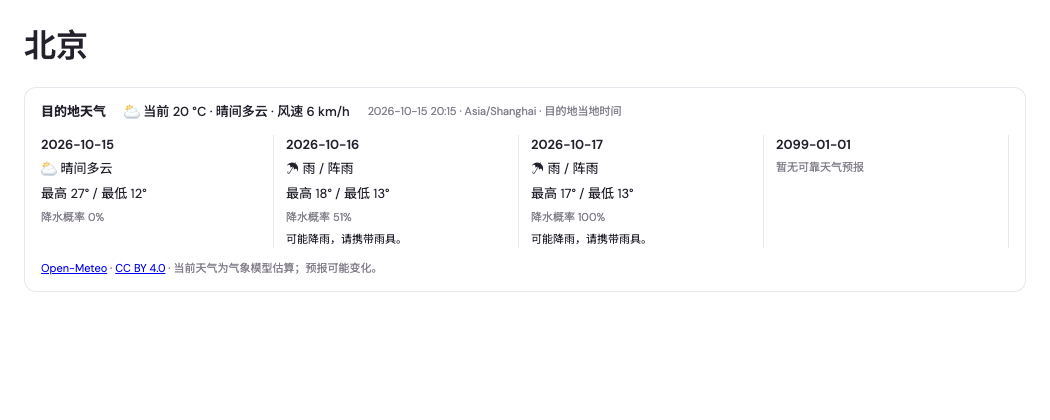 北京
目的地天气 🌥️ 当前 20 °C · 晴间多云 · 风速 6 km/h 2026-10-15 20:15 · Asia/Shanghai · 目的地当地时间
2026-10-15
🌥️ 晴间多云
最高 27° / 最低 12°
降水概率 0%
2026-10-16
☂ 雨 / 阵雨
最高 18° / 最低 13°
降水概率 51%
可能降雨，请携带雨具。
2026-10-17
☂ 雨 / 阵雨
最高 17° / 最低 13°
降水概率 100%
可能降雨，请携带雨具。
2099-01-01
暂无可靠天气预报
Open-Meteo · CC BY 4.0 · 当前天气为气象模型估算；预报可能变化。